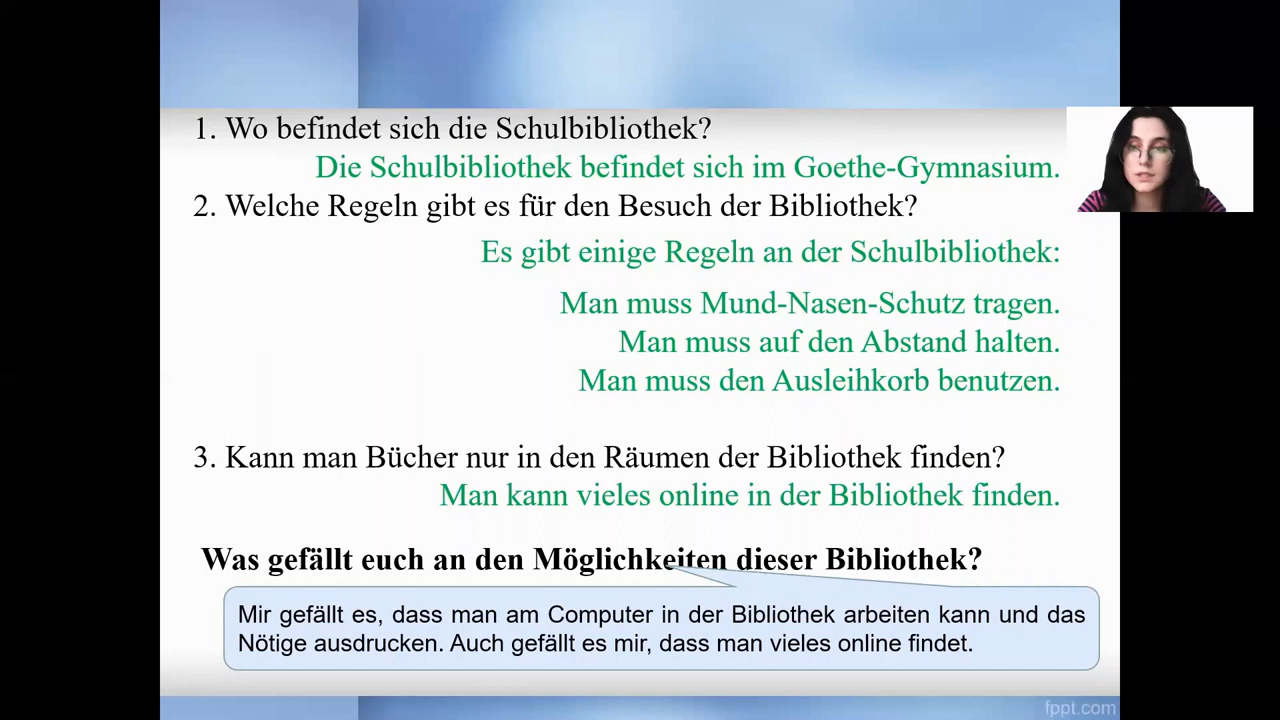 1. Wo befindet sich die Schulbibliothek?
Die Schulbibliothek befindet sich im Goethe-Gymnasium.
2. Welche Regeln gibt es für den Besuch der Bibliothek?
Es gibt einige Regeln an der Schulbibliothek:
Man muss Mund-Nasen-Schutz tragen.
Man muss auf den Abstand halten.
Man muss den Ausleihkorb benutzen.
3. Kann man Bücher nur in den Räumen der Bibliothek finden?
Man kann vieles online in der Bibliothek finden.
Was gefällt euch an den Möglichkeiten dieser Bibliothek?
Mir gefällt es, dass man am Computer in der Bibliothek arbeiten kann und das
Nötige ausdrucken. Auch gefällt es mir, dass man vieles online findet.
fppt.com